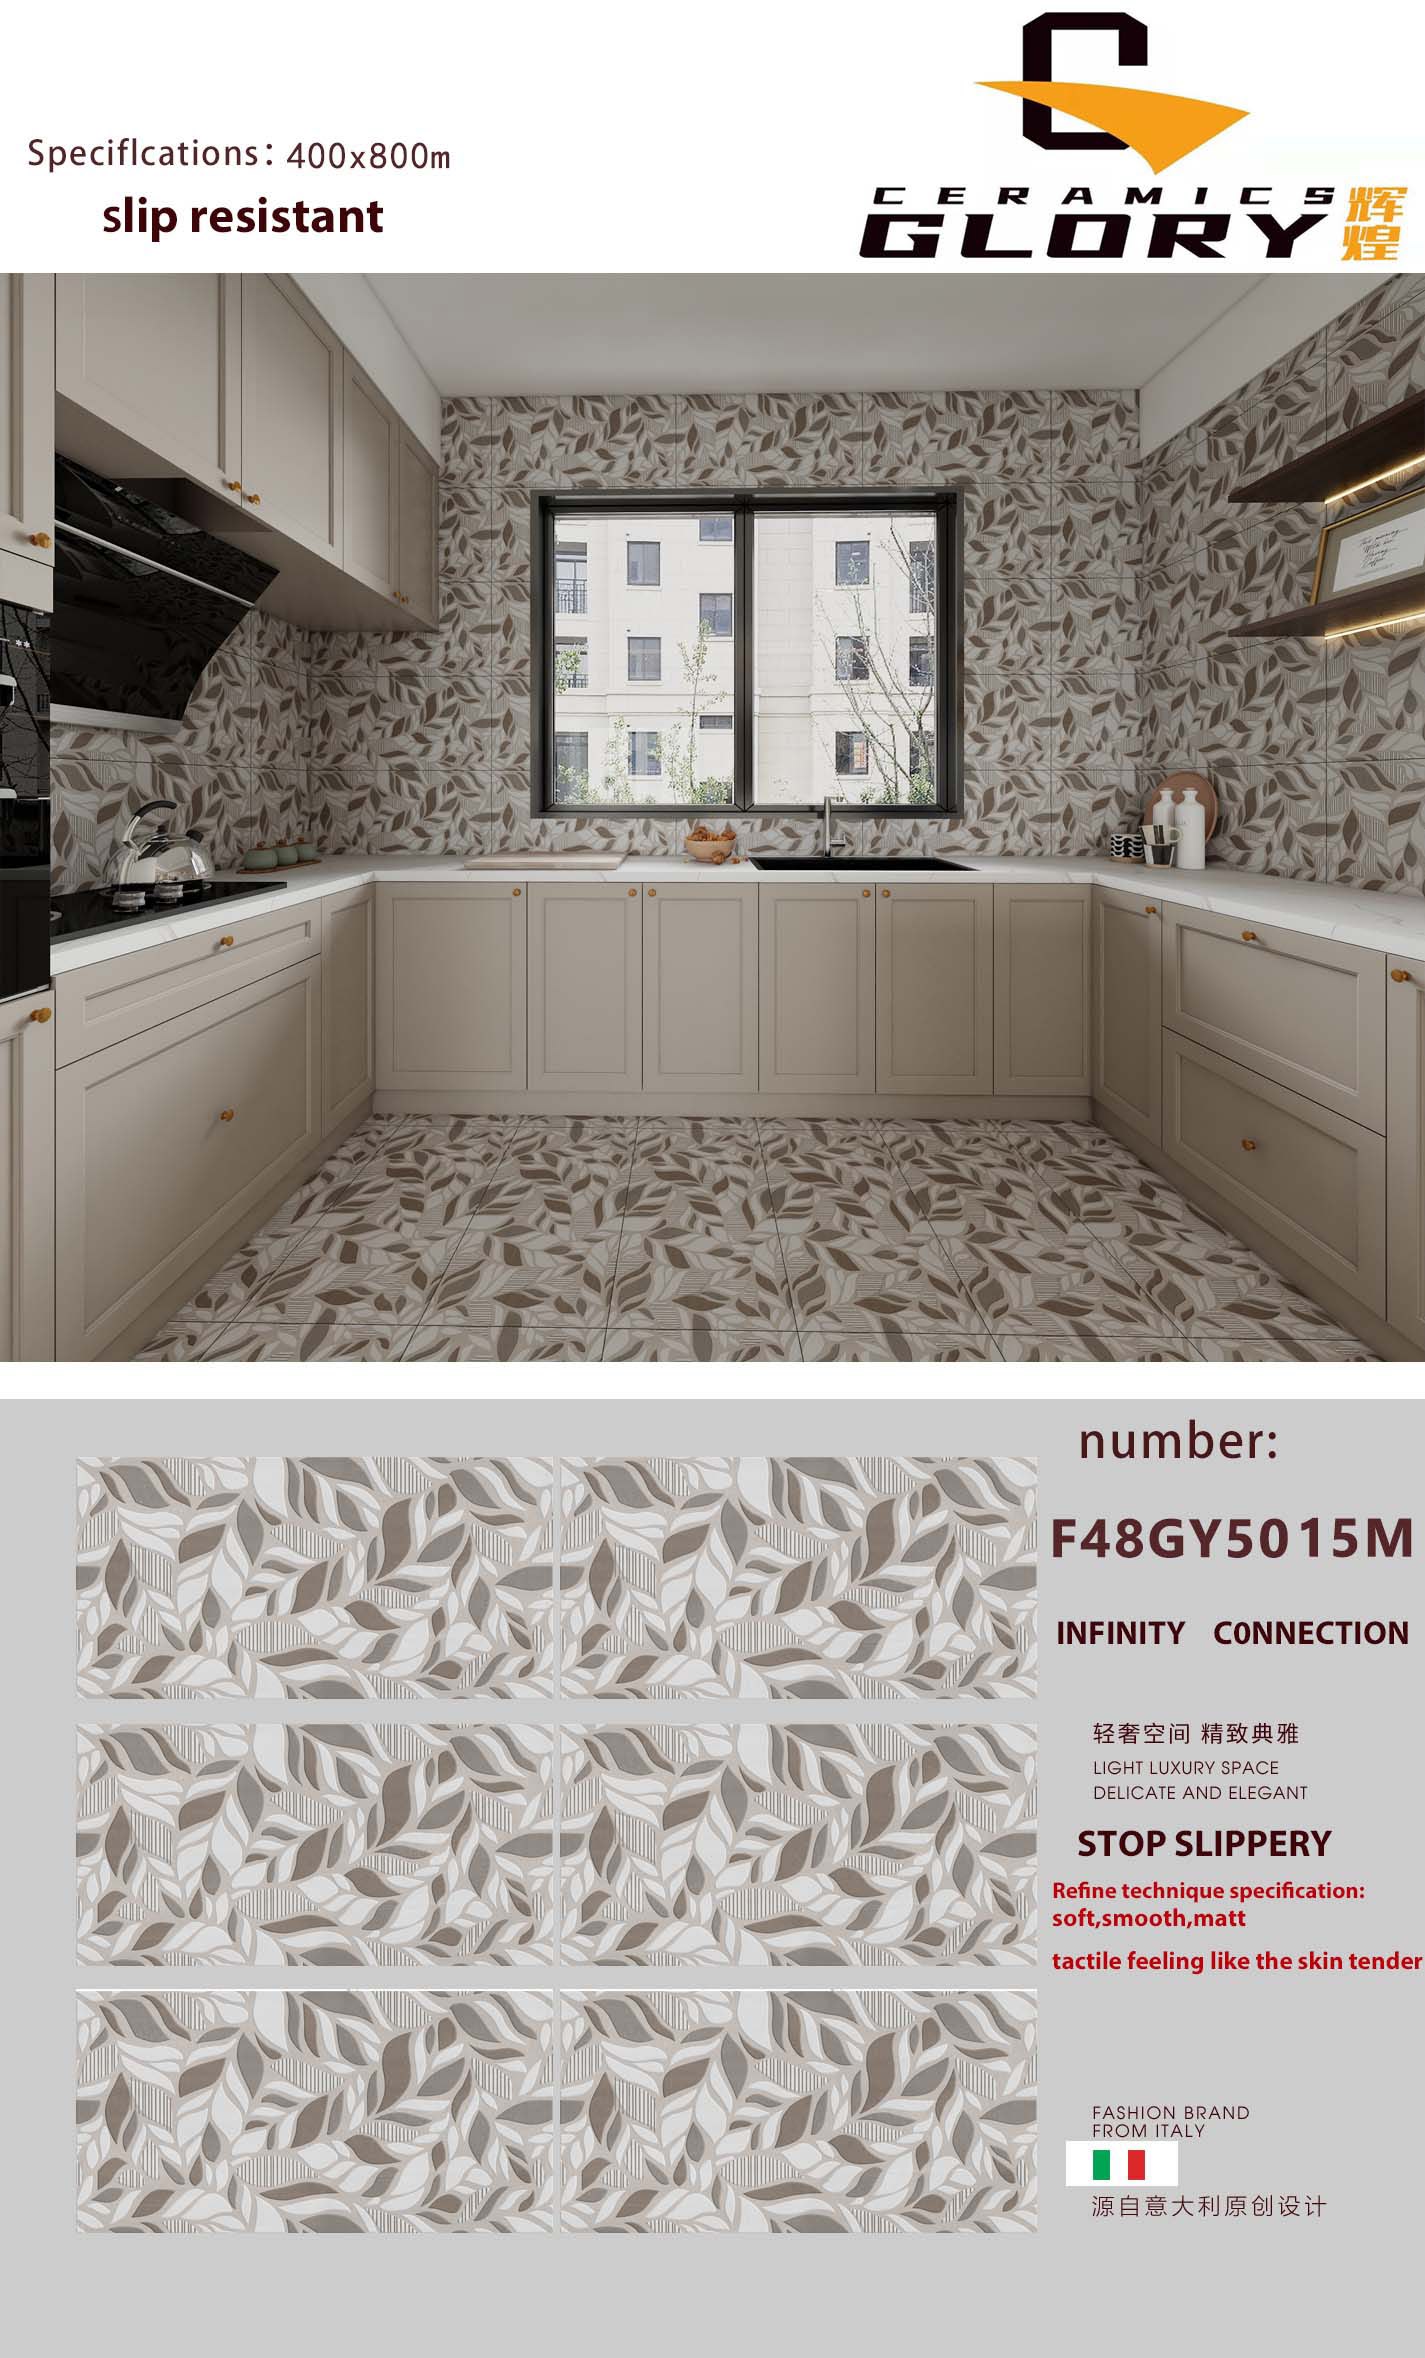 Speciflcations: 400x800m
slip resistant
C
CERAMICS
GLORY 辉煌
number:
F48GY5015M
INFINITY C0NNECTION
轻奢空间 精致典雅
LIGHT LUXURY SPACE
DELICATE AND ELEGANT
STOP SLIPPERY
Refine technique specification:
soft,smooth,matt
tactile feeling like the skin tender
FASHION BRAND
FROM ITALY
源自意大利原创设计